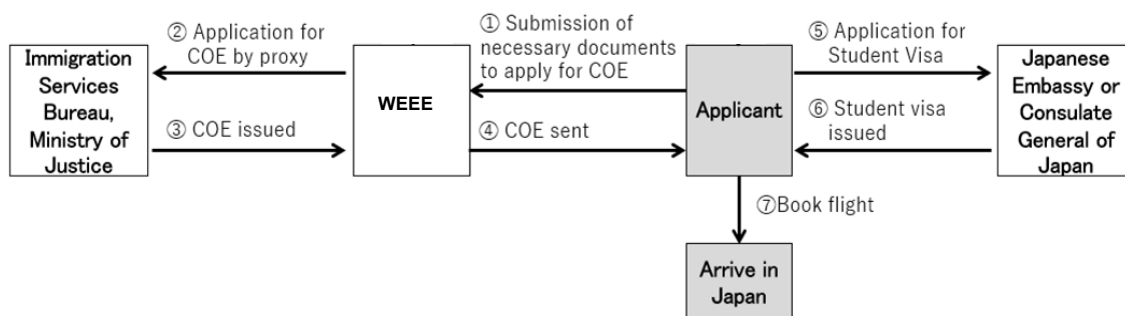 ① Submission of
necessary documents
to apply for COE
② Application for
COE by proxy
⑤ Application for
Student Visa
Immigration
Services
Bureau,
Ministry of
Justice
WEEE
Applicant
Japanese
Embassy or
Consulate
General of
Japan
③ COE issued
④ COE sent
⑥ Student visa
issued
⑦Book flight
Arrive in
Japan